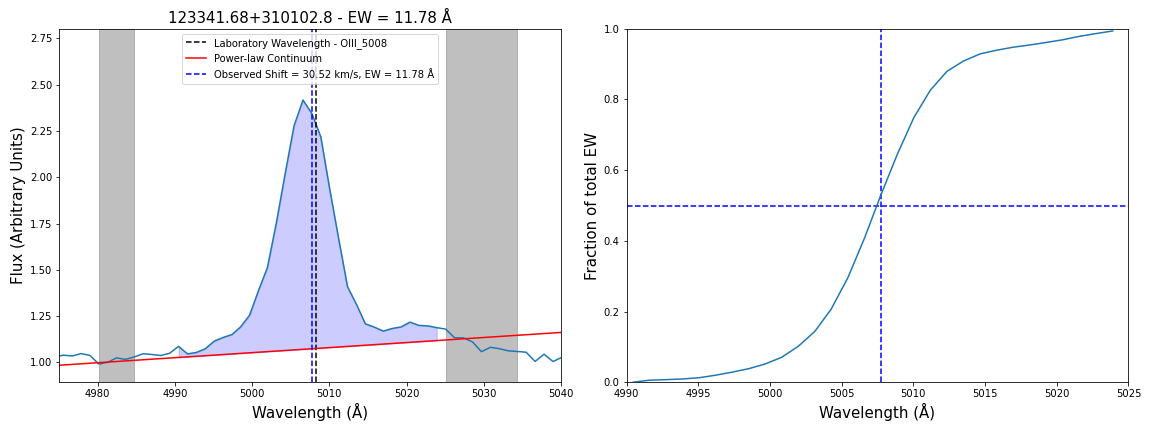 123341.68+310102.8 - EW = 11.78 Å
Laboratory Wavelength - OIII_5008
Power-law Continuum
Observed Shift = 30.52 km/s, EW = 11.78 Å
Flux (Arbitrary Units)
2.75
2.50
2.25
2.00
1.75
1.50
1.25
1.00
4980 4990 5000 5010 5020 5030 5040
Wavelength (Å)
Fraction of total EW
1.0
0.8
0.6
0.4
0.2
0.0
4990 4995 5000 5005 5010 5015 5020 5025
Wavelength (Å)